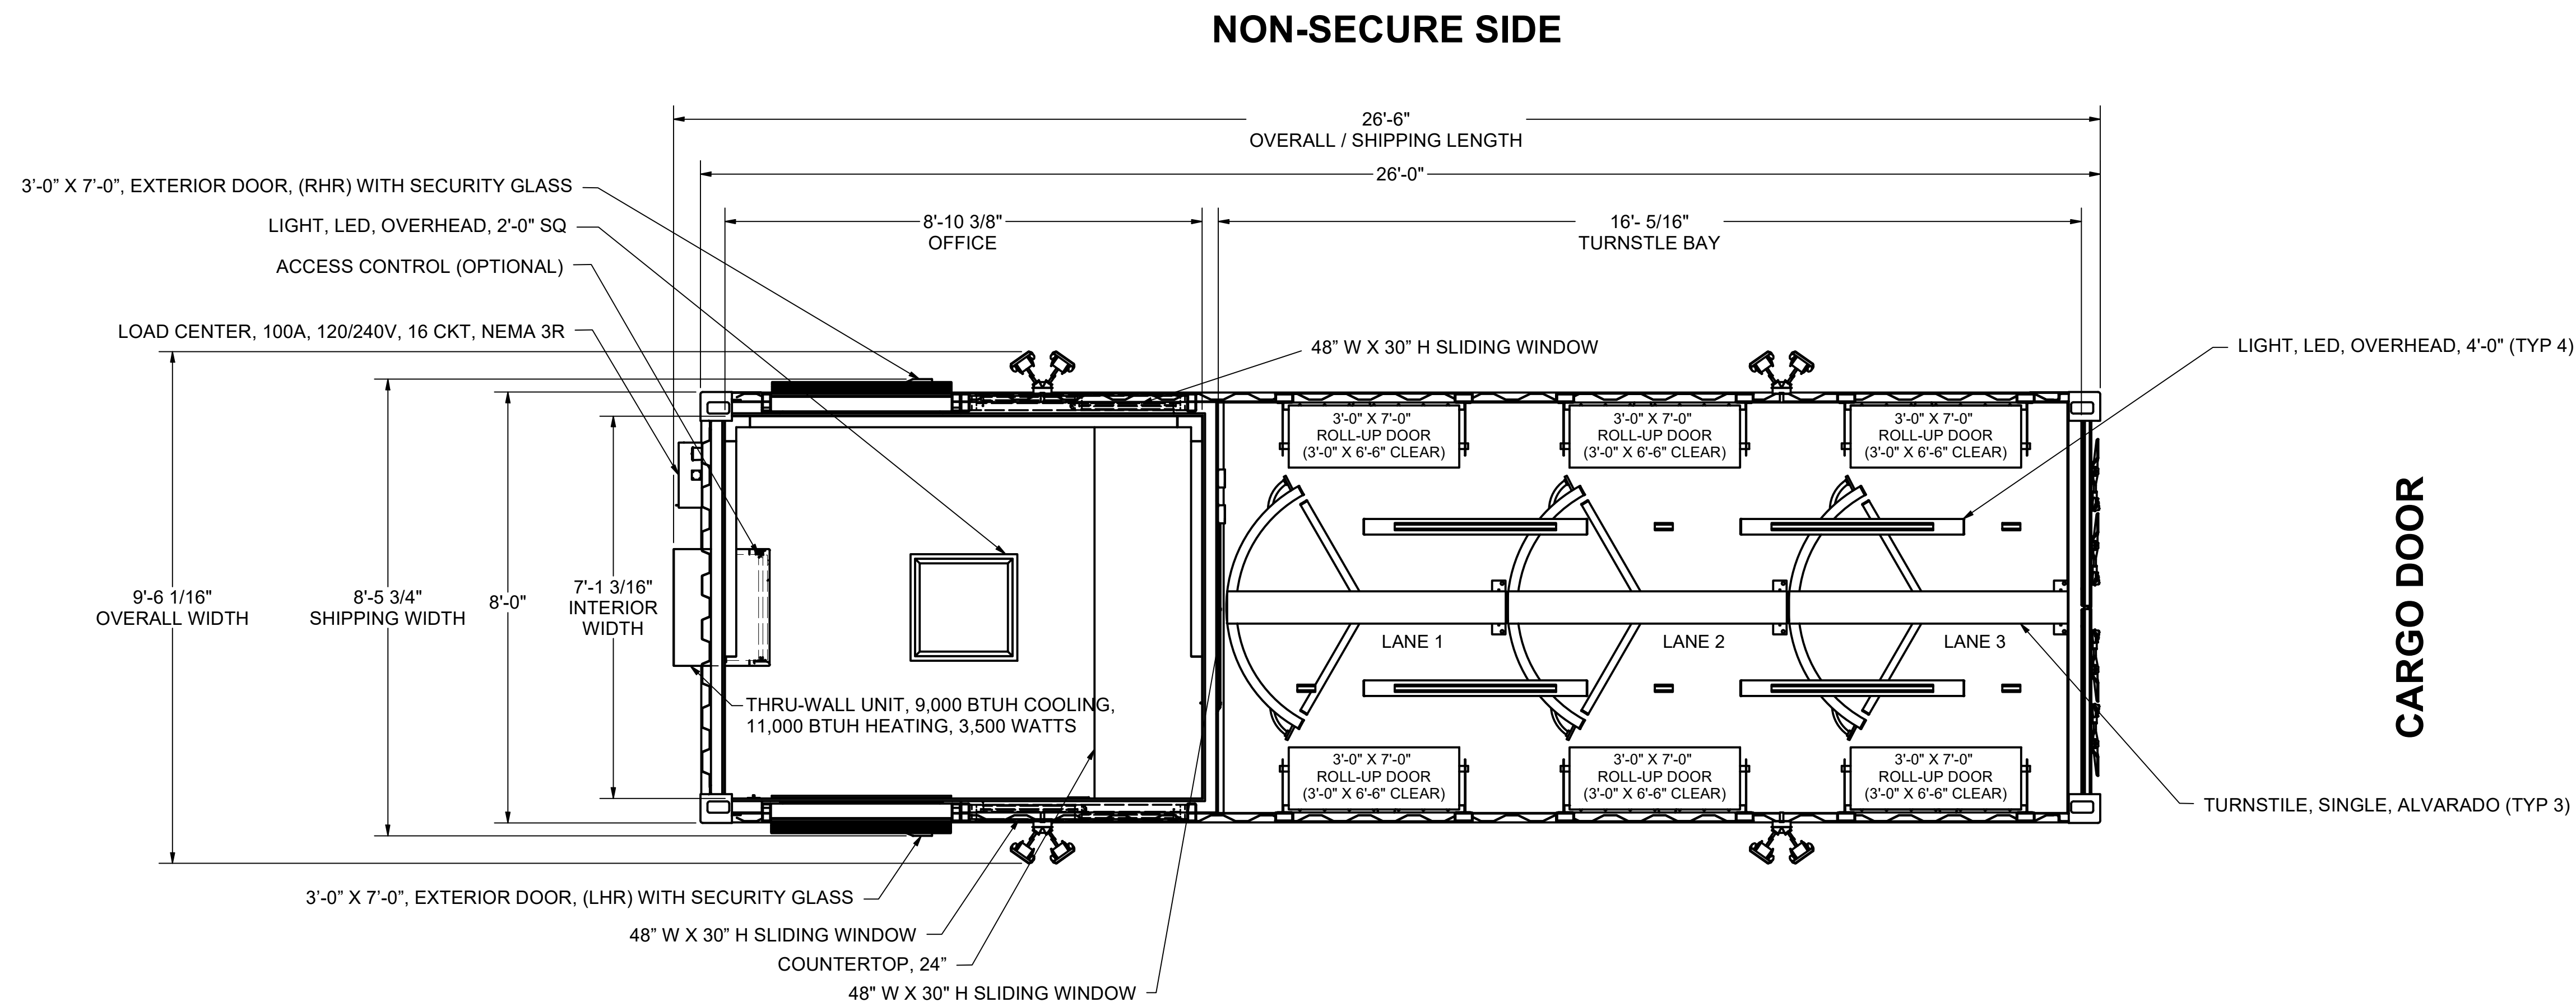 NON-SECURE SIDE
26'-6"
OVERALL / SHIPPING LENGTH
26'-0"
3’-0” X 7’-0”, EXTERIOR DOOR, (RHR) WITH SECURITY GLASS
LIGHT, LED, OVERHEAD, 2'-0" SQ
8'-10 3/8"
OFFICE
16'- 5/16"
TURNSTLE BAY
ACCESS CONTROL (OPTIONAL)
LOAD CENTER, 100A, 120/240V, 16 CKT, NEMA 3R
48” W X 30” H SLIDING WINDOW
LIGHT, LED, OVERHEAD, 4'-0" (TYP 4)
3'-0" X 7'-0"
ROLL-UP DOOR
(3'-0" X 6'-6" CLEAR)
3'-0" X 7'-0"
ROLL-UP DOOR
(3'-0" X 6'-6" CLEAR)
3'-0" X 7'-0"
ROLL-UP DOOR
(3'-0" X 6'-6" CLEAR)
9'-6 1/16"
OVERALL WIDTH
8'-5 3/4"
SHIPPING WIDTH
8'-0"
7'-1 3/16"
INTERIOR
WIDTH
LANE 1
LANE 2
LANE 3
CARGO DOOR
THRU-WALL UNIT, 9,000 BTUH COOLING,
11,000 BTUH HEATING, 3,500 WATTS
3'-0" X 7'-0"
ROLL-UP DOOR
(3'-0" X 6'-6" CLEAR)
3'-0" X 7'-0"
ROLL-UP DOOR
(3'-0" X 6'-6" CLEAR)
3'-0" X 7'-0"
ROLL-UP DOOR
(3'-0" X 6'-6" CLEAR)
TURNSTILE, SINGLE, ALVARADO (TYP 3)
3’-0” X 7’-0”, EXTERIOR DOOR, (LHR) WITH SECURITY GLASS
48” W X 30” H SLIDING WINDOW
COUNTERTOP, 24”
48" W X 30" H SLIDING WINDOW